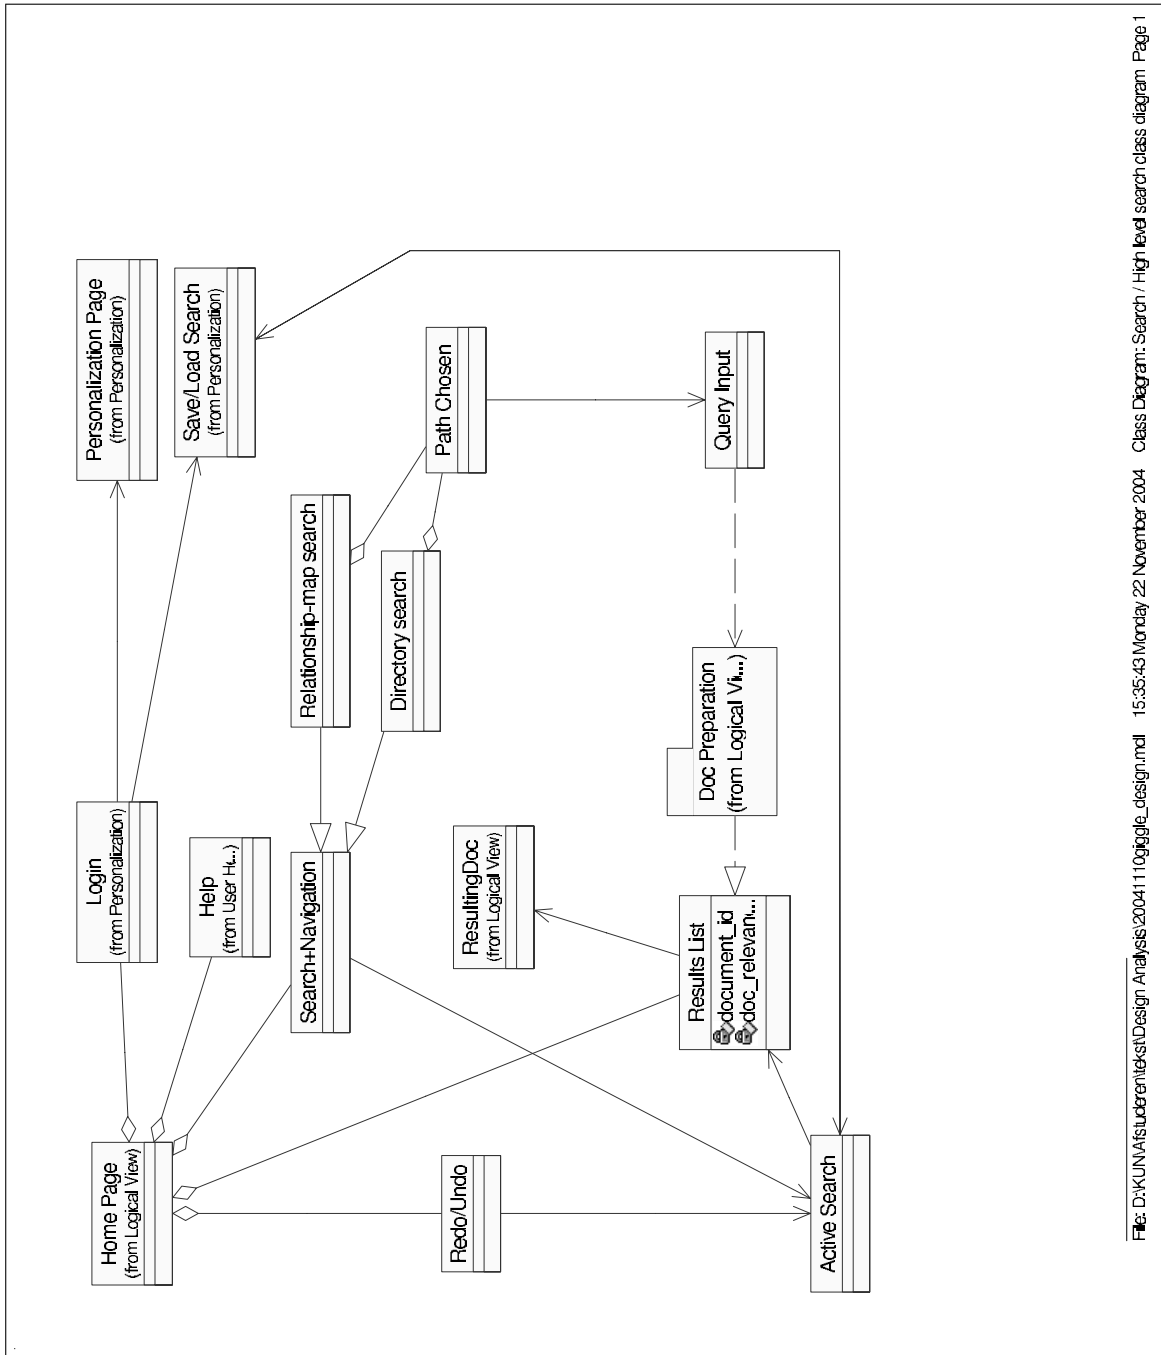 Home Page
(from Logical View)
Login
(from Personalization)
Personalization Page
(from Personalization)
Save/Load Search
(from Personalization)
Help
(from User He...)
Search+Navigation
Relationship-map search
Directory search
Path Chosen
Redo/Undo
ResultingDoc
(from Logical View)
Results List
document_id
doc_relevan...
Doc Preparation
(from Logical Vi...)
Query Input
Active Search
File: D:\KUN\Afstuderen\tekst\Design Analysis\20041110giggle_design.mdl    15:35:43 Monday 22 November 2004    Class Diagram: Search / High level search class diagram  Page 1